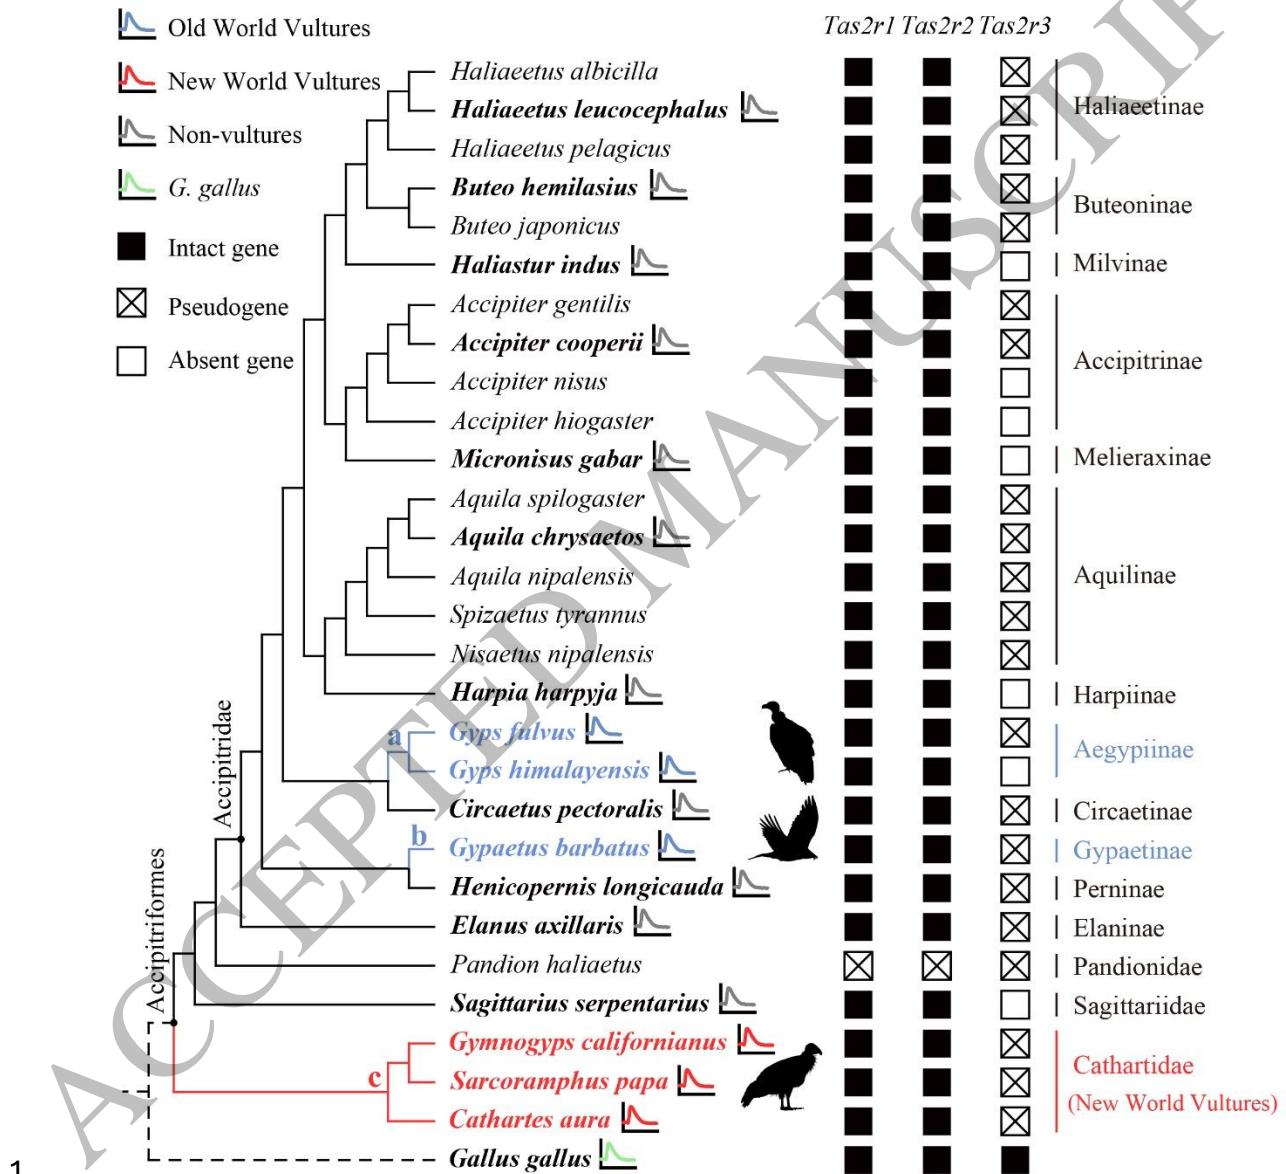 Old World Vultures
New World Vultures
Non-vultures
G. gallus
Intact gene
Pseudogene
Absent gene
Tas2r1 Tas2r2 Tas2r3
Haliaeetus albicilla
Haliaeetus leucocephalus
Haliaeetus pelagicus
Buteo hemilasius
Buteo japonicus
Haliastur indus
Accipiter gentilis
Accipiter cooperii
Accipiter nisus
Accipiter hiogaster
Micronisus gabar
Aquila spilogaster
Aquila chrysaetos
Aquila nipalensis
Spizaetus tyrannus
Nisaetus nipalensis
Harpia harpyja
Gyps fulvus
Gyps himalayensis
Circaetus pectoralis
Gypaetus barbatus
Henicopernis longicauda
Elanus axillaris
Pandion haliaetus
Sagittarius serpentarius
Gymnogyps californianus
Sarcoramphus papa
Cathartes aura
Gallus gallus
Haliaeetinae
Buteoninae
Milvinae
Accipitrinae
Melieraxinae
Aquilinae
Harpiinae
Aegypiinae
Circaetinae
Gypaetinae
Perninae
Elaninae
Pandionidae
Sagittariidae
Cathartidae
(New World Vultures)
Accipitridae
Accipitriformes
a
b
c
1
ACCEPTED MANUSCRIP